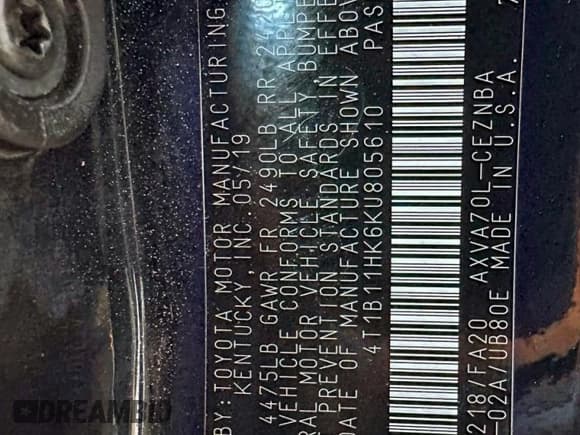 BY: TOYOTA MOTOR MANUFACTURING
KENTUCKY, INC. 05/19
4475LB GAWR FR 2490LB RR
VEHICLE CONFORMS TO ALL
MOTOR VEHICLE SAFETY BUMPE
PREVENTION STANDARDS IN EFFE
DATE OF MANUFACTURE SHOWN ABOV
4T1B11HK6KU805610 PAS
218/FA20 AXVA70L-CEZNBA
-02A/UB80E MADE IN U.S.A.
DREAMBID